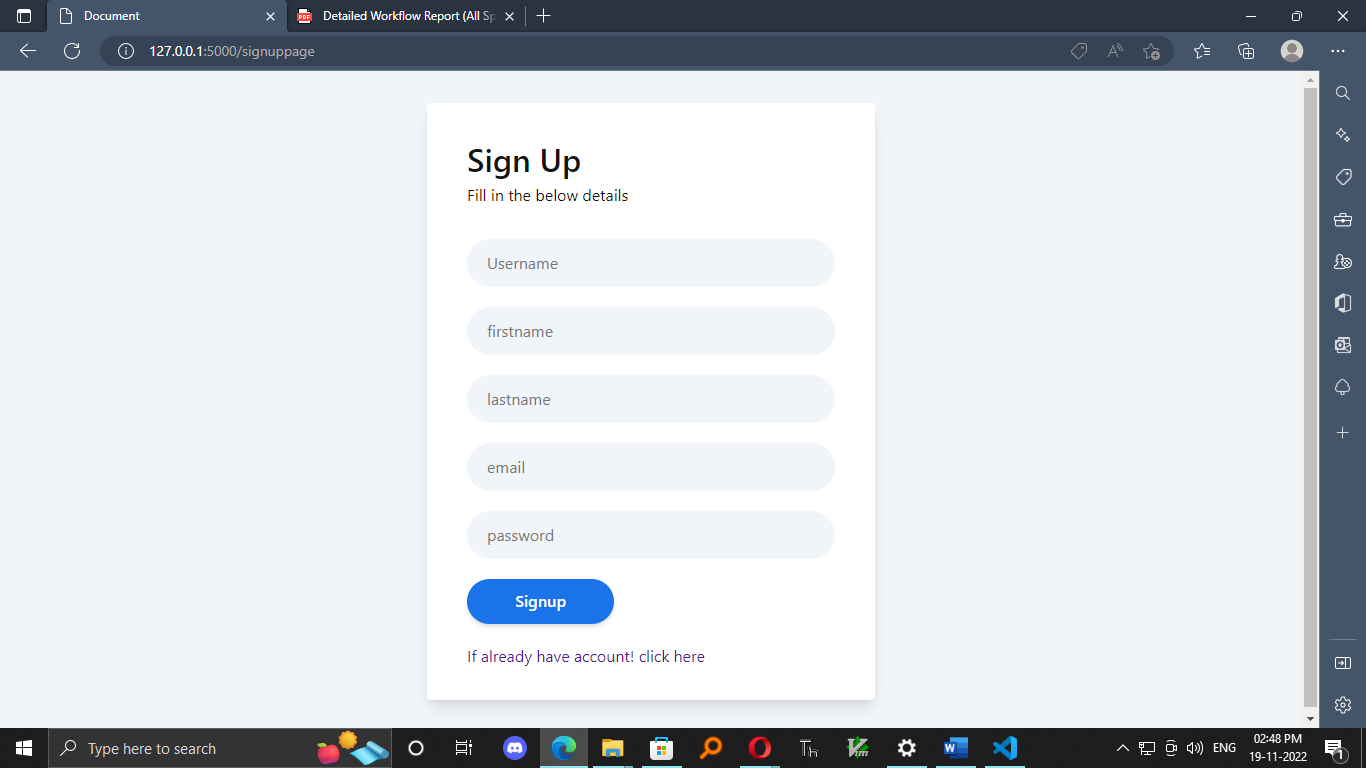 Document
Detailed Workflow Report (All Sp
127.0.0.1:5000/signuppage
Sign Up
Fill in the below details
Username
firstname
lastname
email
password
Signup
If already have account! click here
Type here to search
ENG
02:48 PM
19-11-2022
1